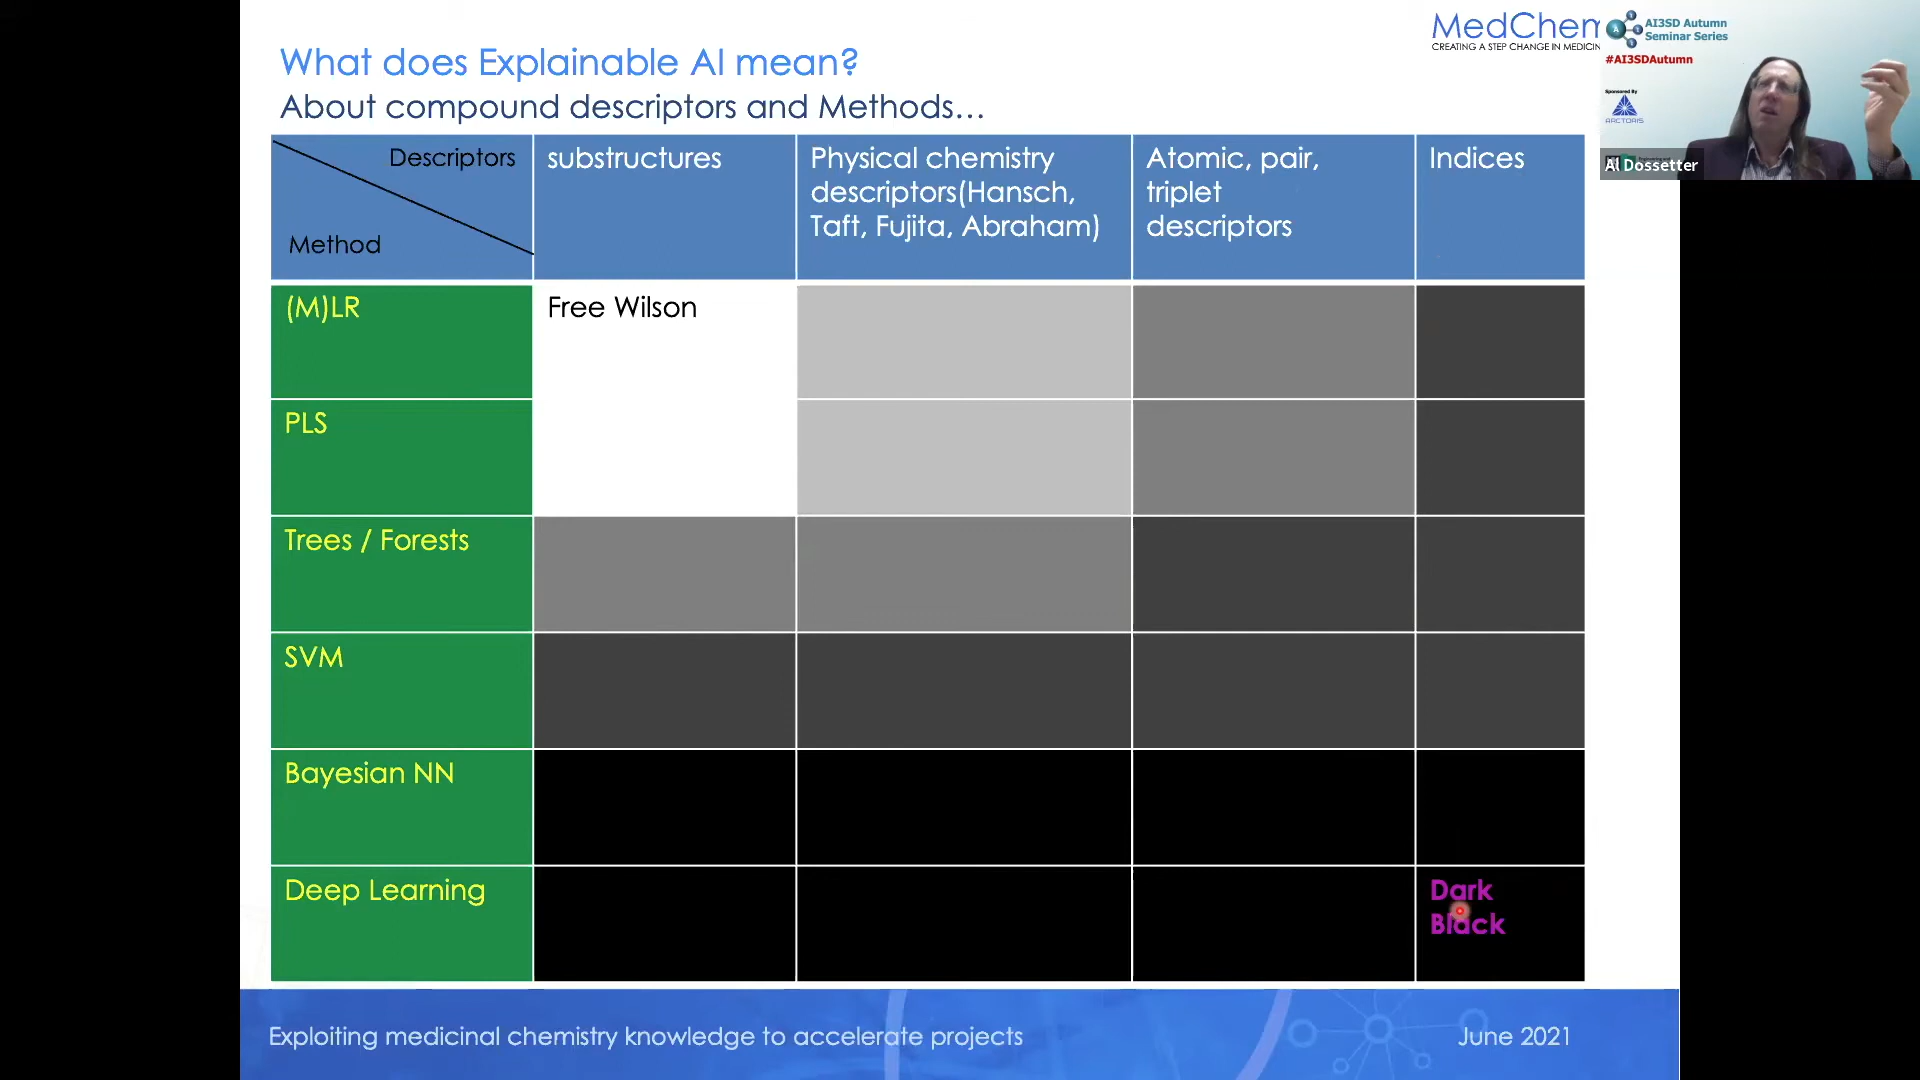 What does Explainable AI mean?
About compound descriptors and Methods...
MedChem
CREATING A STEP CHANGE IN MEDICIN
AI3SD Autumn
Seminar Series
#AI3SDAutumn
Sponsored By
ARCTORIS
Al Dossetter
Descriptors
Method
substructures
Physical chemistry
descriptors(Hansch,
Taft, Fujita, Abraham)
Atomic, pair,
triplet
descriptors
Indices
(M)LR
Free Wilson
PLS
Trees / Forests
SVM
Bayesian NN
Deep Learning
Dark
Black
Exploiting medicinal chemistry knowledge to accelerate projects
June 2021